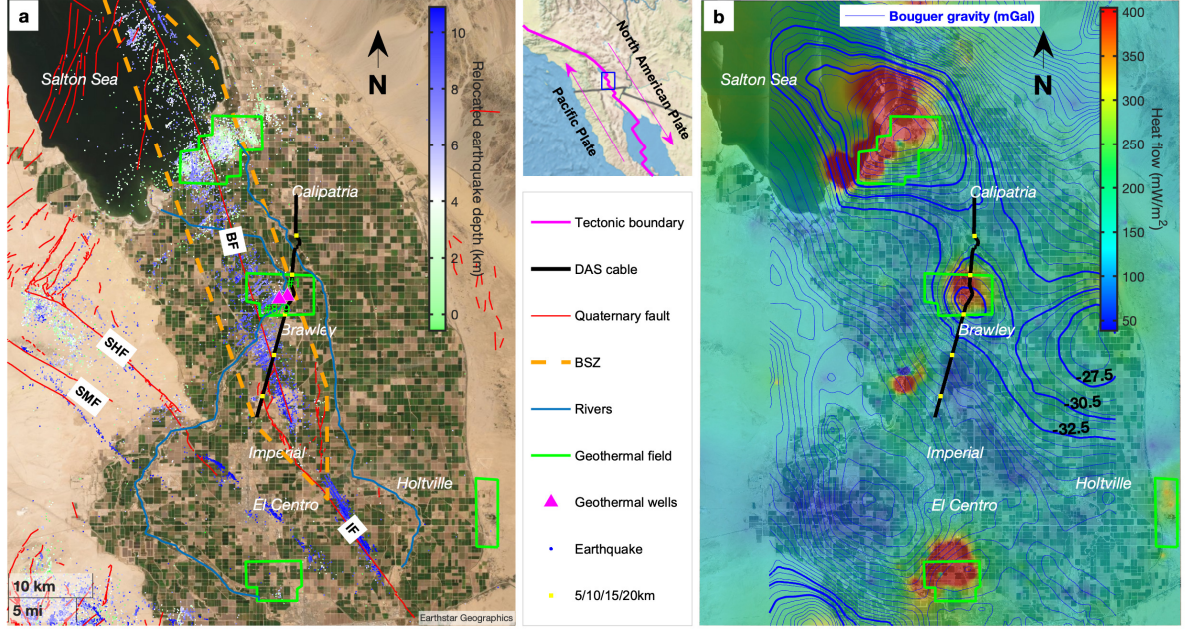 a
Salton Sea
N
10
8
6
4
2
0
Relocated earthquake depth (km)
Calipatria
BF
Brawley
SHF
SMF
Imperial
El Centro
Holtville
IF
10 km
5 mi
Earthstar Geographics
North American Plate
Pacific Plate
Tectonic boundary
DAS cable
Quaternary fault
BSZ
Rivers
Geothermal field
Geothermal wells
Earthquake
5/10/15/20km
b
Bouguer gravity (mGal)
Salton Sea
N
400
350
300
250
200
150
100
50
Heat flow (mW/m²)
Calipatria
Brawley
-27.5
-30.5
-32.5
Imperial
Holtville
El Centro